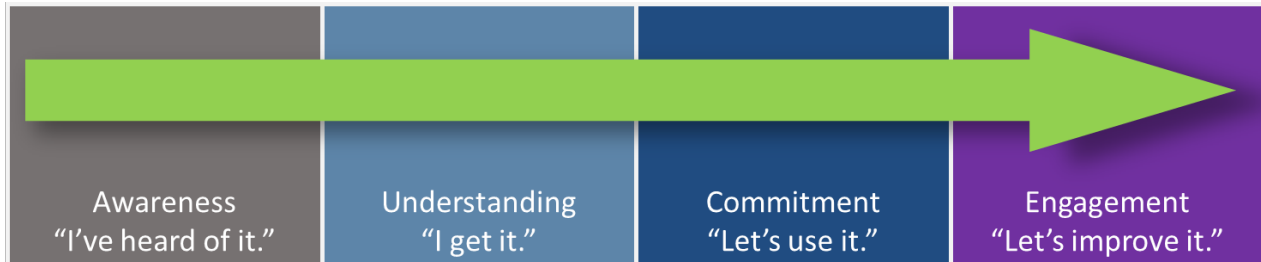 Awareness
“I’ve heard of it.”
Understanding
“I get it.”
Commitment
“Let’s use it.”
Engagement
“Let’s improve it.”